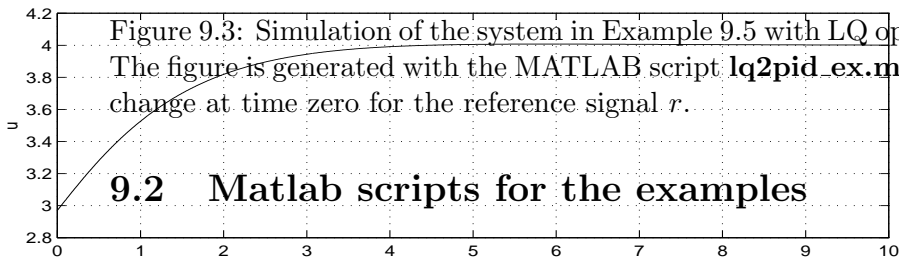 4.2
Figure 9.3: Simulation of the system in Example 9.5 with LQ op
4
The figure is generated with the MATLAB script lq2pid_ex.m
3.8
change at time zero for the reference signal r.
3.6
u
3.4
3.2
9.2 Matlab scripts for the examples
3
2.8
0 1 2 3 4 5 6 7 8 9 10